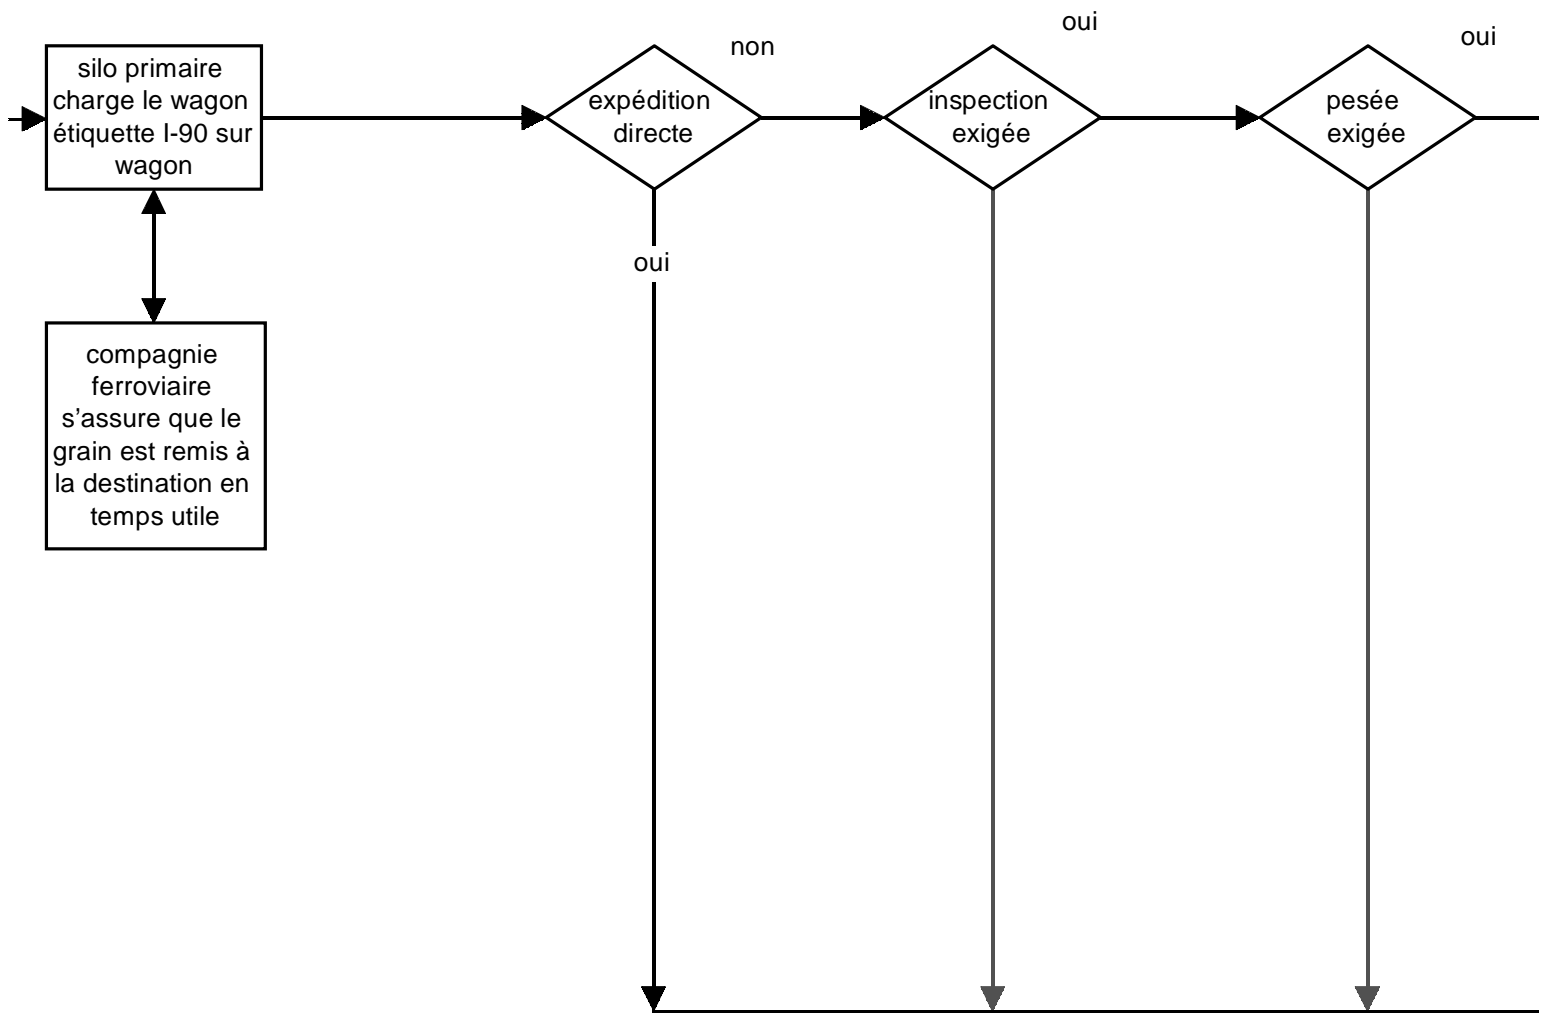 silo primaire
charge le wagon
étiquette I-90 sur
wagon
compagnie
ferroviaire
s’assure que le
grain est remis à
la destination en
temps utile
expédition
directe
non
oui
inspection
exigée
oui
pesée
exigée
oui